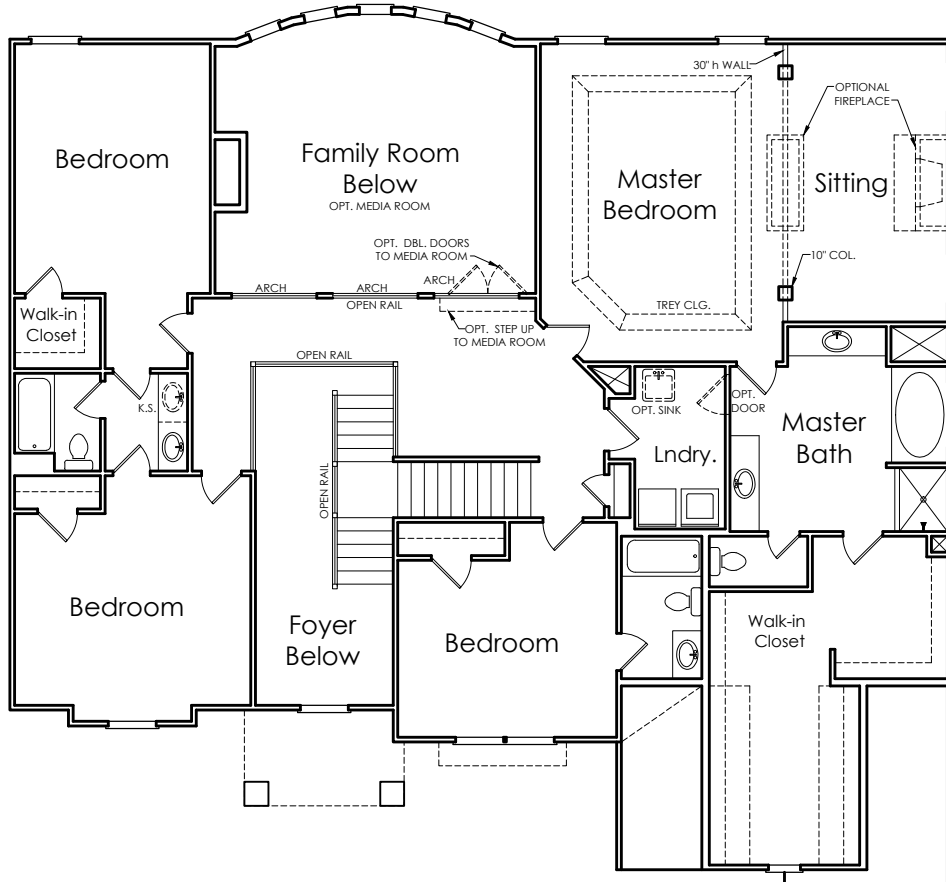 30" h WALL
OPTIONAL
FIREPLACE
Bedroom
Family Room
Below
OPT. MEDIA ROOM
Master
Bedroom
Sitting
OPT. DBL. DOORS
TO MEDIA ROOM
10" COL.
ARCH
ARCH
ARCH
OPEN RAIL
TREY CLG.
Walk-in
Closet
OPT. STEP UP
TO MEDIA ROOM
OPEN RAIL
K.S.
OPT. SINK
OPT.
DOOR
Master
Bath
Lndry.
OPEN RAIL
Bedroom
Foyer
Below
Bedroom
Walk-in
Closet